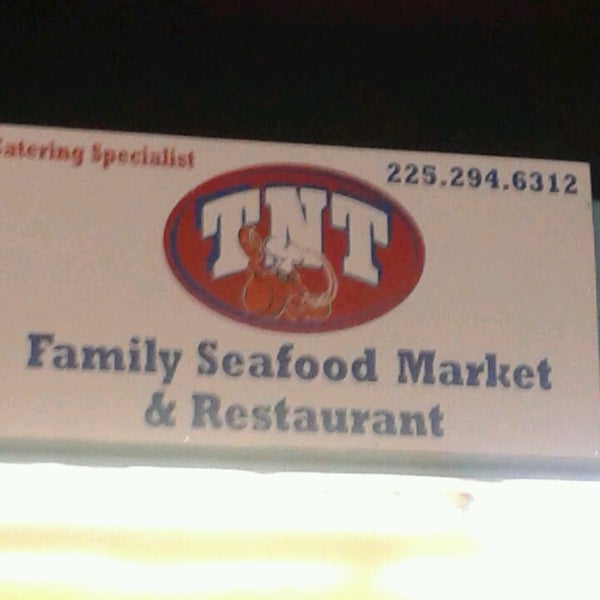 Catering Specialist
225.294.6312
TNT
Family Seafood Market
& Restaurant